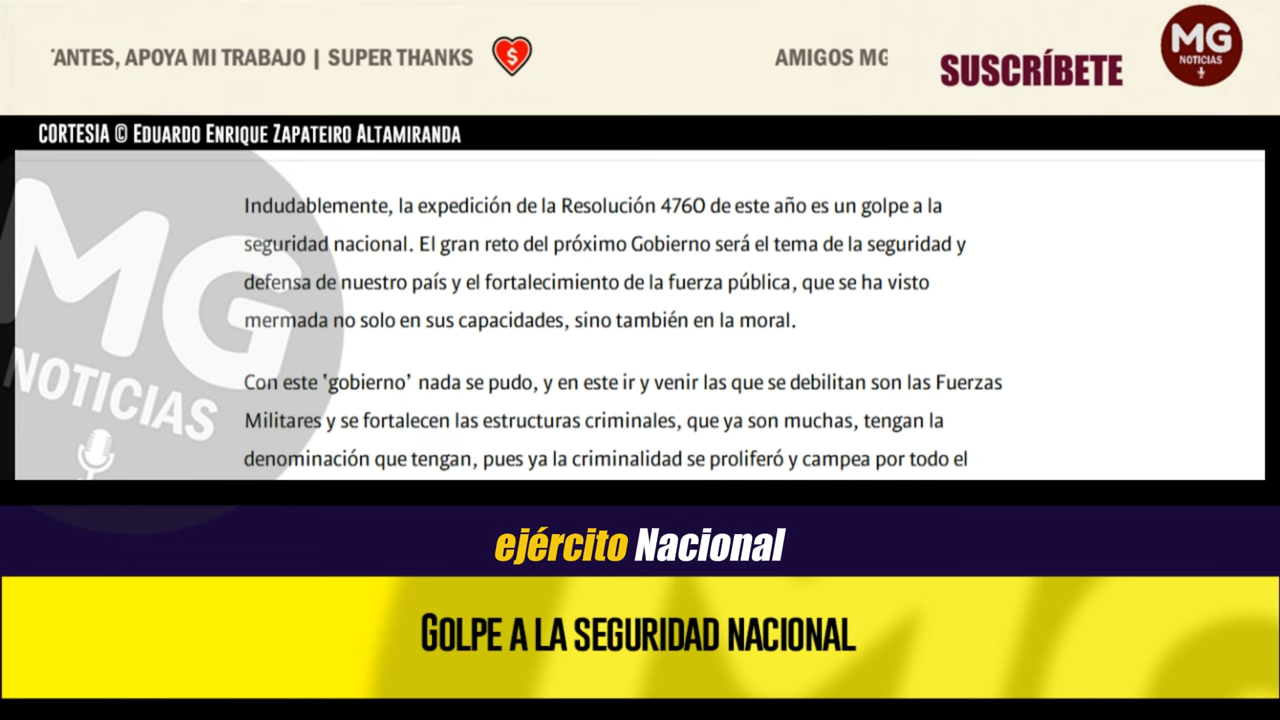 'ANTES, APOYA MI TRABAJO | SUPER THANKS
AMIGOS MG
SUSCRÍBETE
MG
NOTICIAS
CORTESIA © EDUARDO ENRIQUE ZAPATEIRO ALTAMIRANDA
MG
NOTICIAS
Indudablemente, la expedición de la Resolución 4760 de este año es un golpe a la
seguridad nacional. El gran reto del próximo Gobierno será el tema de la seguridad y
defensa de nuestro país y el fortalecimiento de la fuerza pública, que se ha visto
mermada no solo en sus capacidades, sino también en la moral.
Con este 'gobierno' nada se pudo, y en este ir y venir las que se debilitan son las Fuerzas
Militares y se fortalecen las estructuras criminales, que ya son muchas, tengan la
denominación que tengan, pues ya la criminalidad se proliferó y campea por todo el
ejército Nacional
GOLPE A LA SEGURIDAD NACIONAL